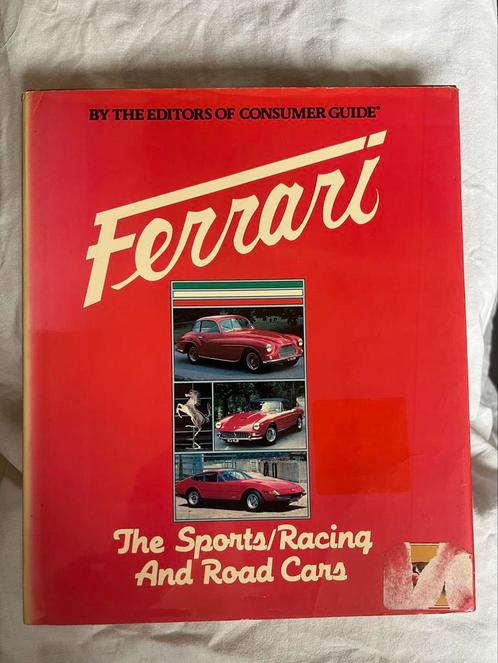 BY THE EDITORS OF CONSUMER GUIDE®
Ferrari
The Sports/Racing
And Road Cars